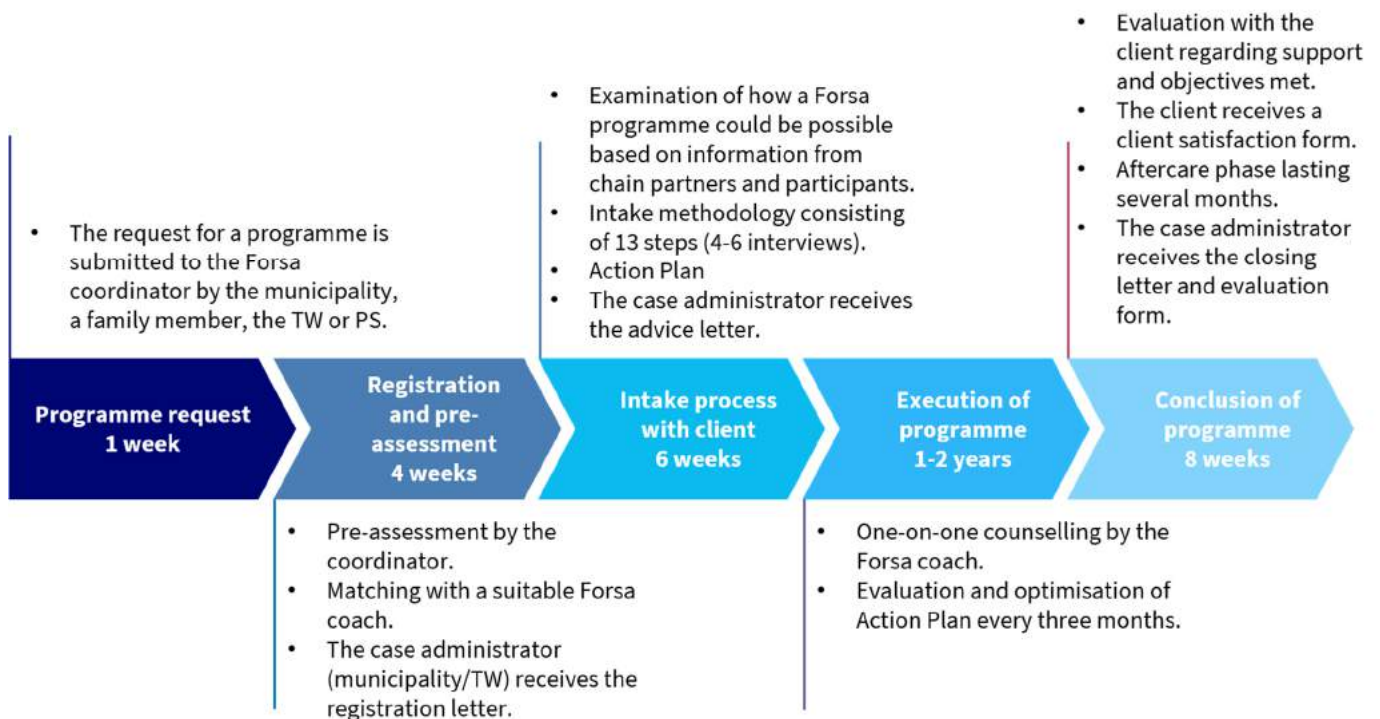 • The request for a programme is
submitted to the Forsa
coordinator by the municipality,
a family member, the TW or PS.
Programme request
1 week
Registration
and pre-
assessment
4 weeks
• Pre-assessment by the
coordinator.
• Matching with a suitable Forsa
coach.
• The case administrator
(municipality/TW) receives the
registration letter.
• Examination of how a Forsa
programme could be possible
based on information from
chain partners and participants.
• Intake methodology consisting
of 13 steps (4-6 interviews).
• Action Plan
• The case administrator receives
the advice letter.
Intake process
with client
6 weeks
Execution of
programme
1-2 years
• One-on-one counselling by the
Forsa coach.
• Evaluation and optimisation of
Action Plan every three months.
• Evaluation with the
client regarding support
and objectives met.
• The client receives a
client satisfaction form.
• Aftercare phase lasting
several months.
• The case administrator
receives the closing
letter and evaluation
form.
Conclusion of
programme
8 weeks